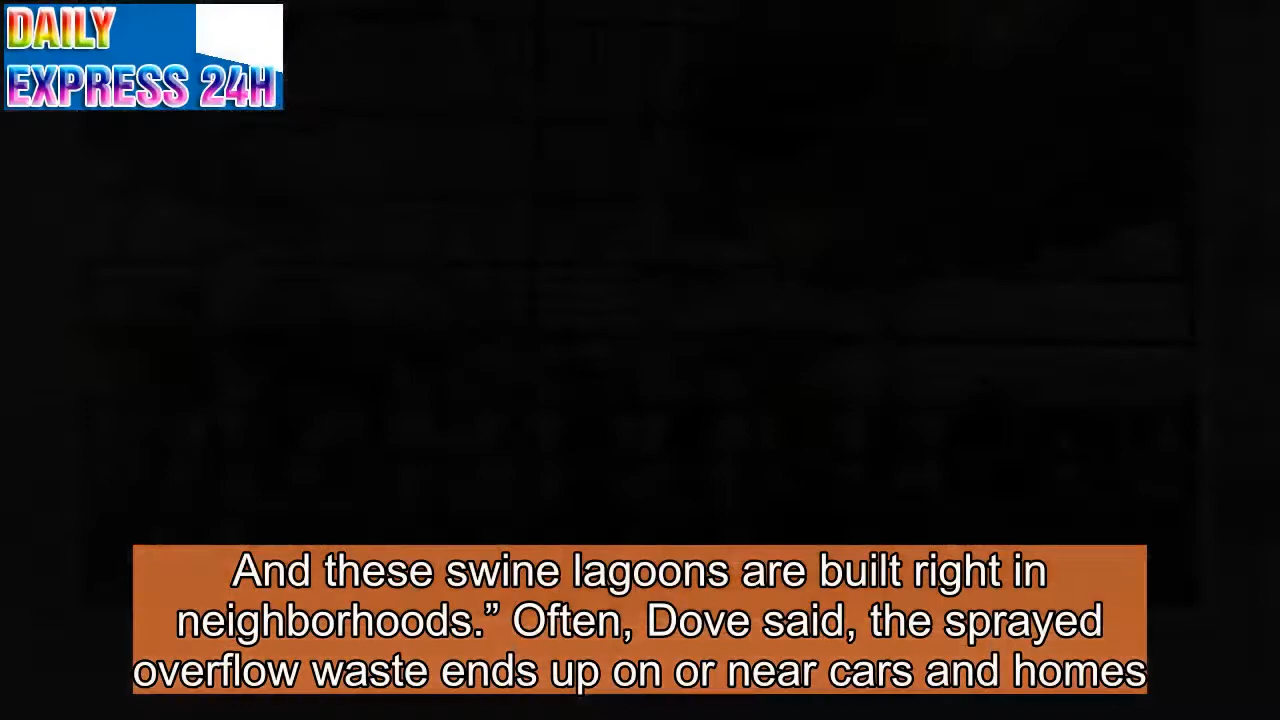 DAILY
EXPRESS 24H
And these swine lagoons are built right in
neighborhoods.” Often, Dove said, the sprayed
overflow waste ends up on or near cars and homes